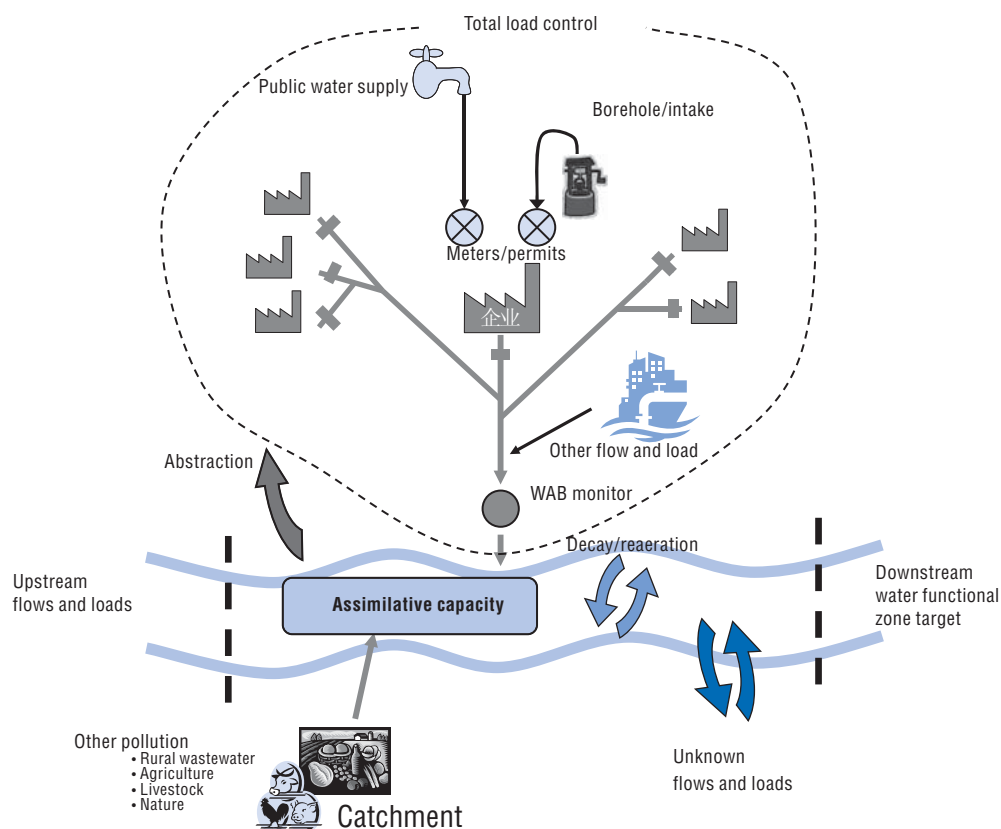 Total load control
Public water supply
Borehole/intake
Meters/permits
企业
Other flow and load
Abstraction
WAB monitor
Decay/reaeration
Upstream
flows and loads
Assimilative capacity
Downstream
water functional
zone target
Other pollution
• Rural wastewater
• Agriculture
• Livestock
• Nature
Catchment
Unknown
flows and loads